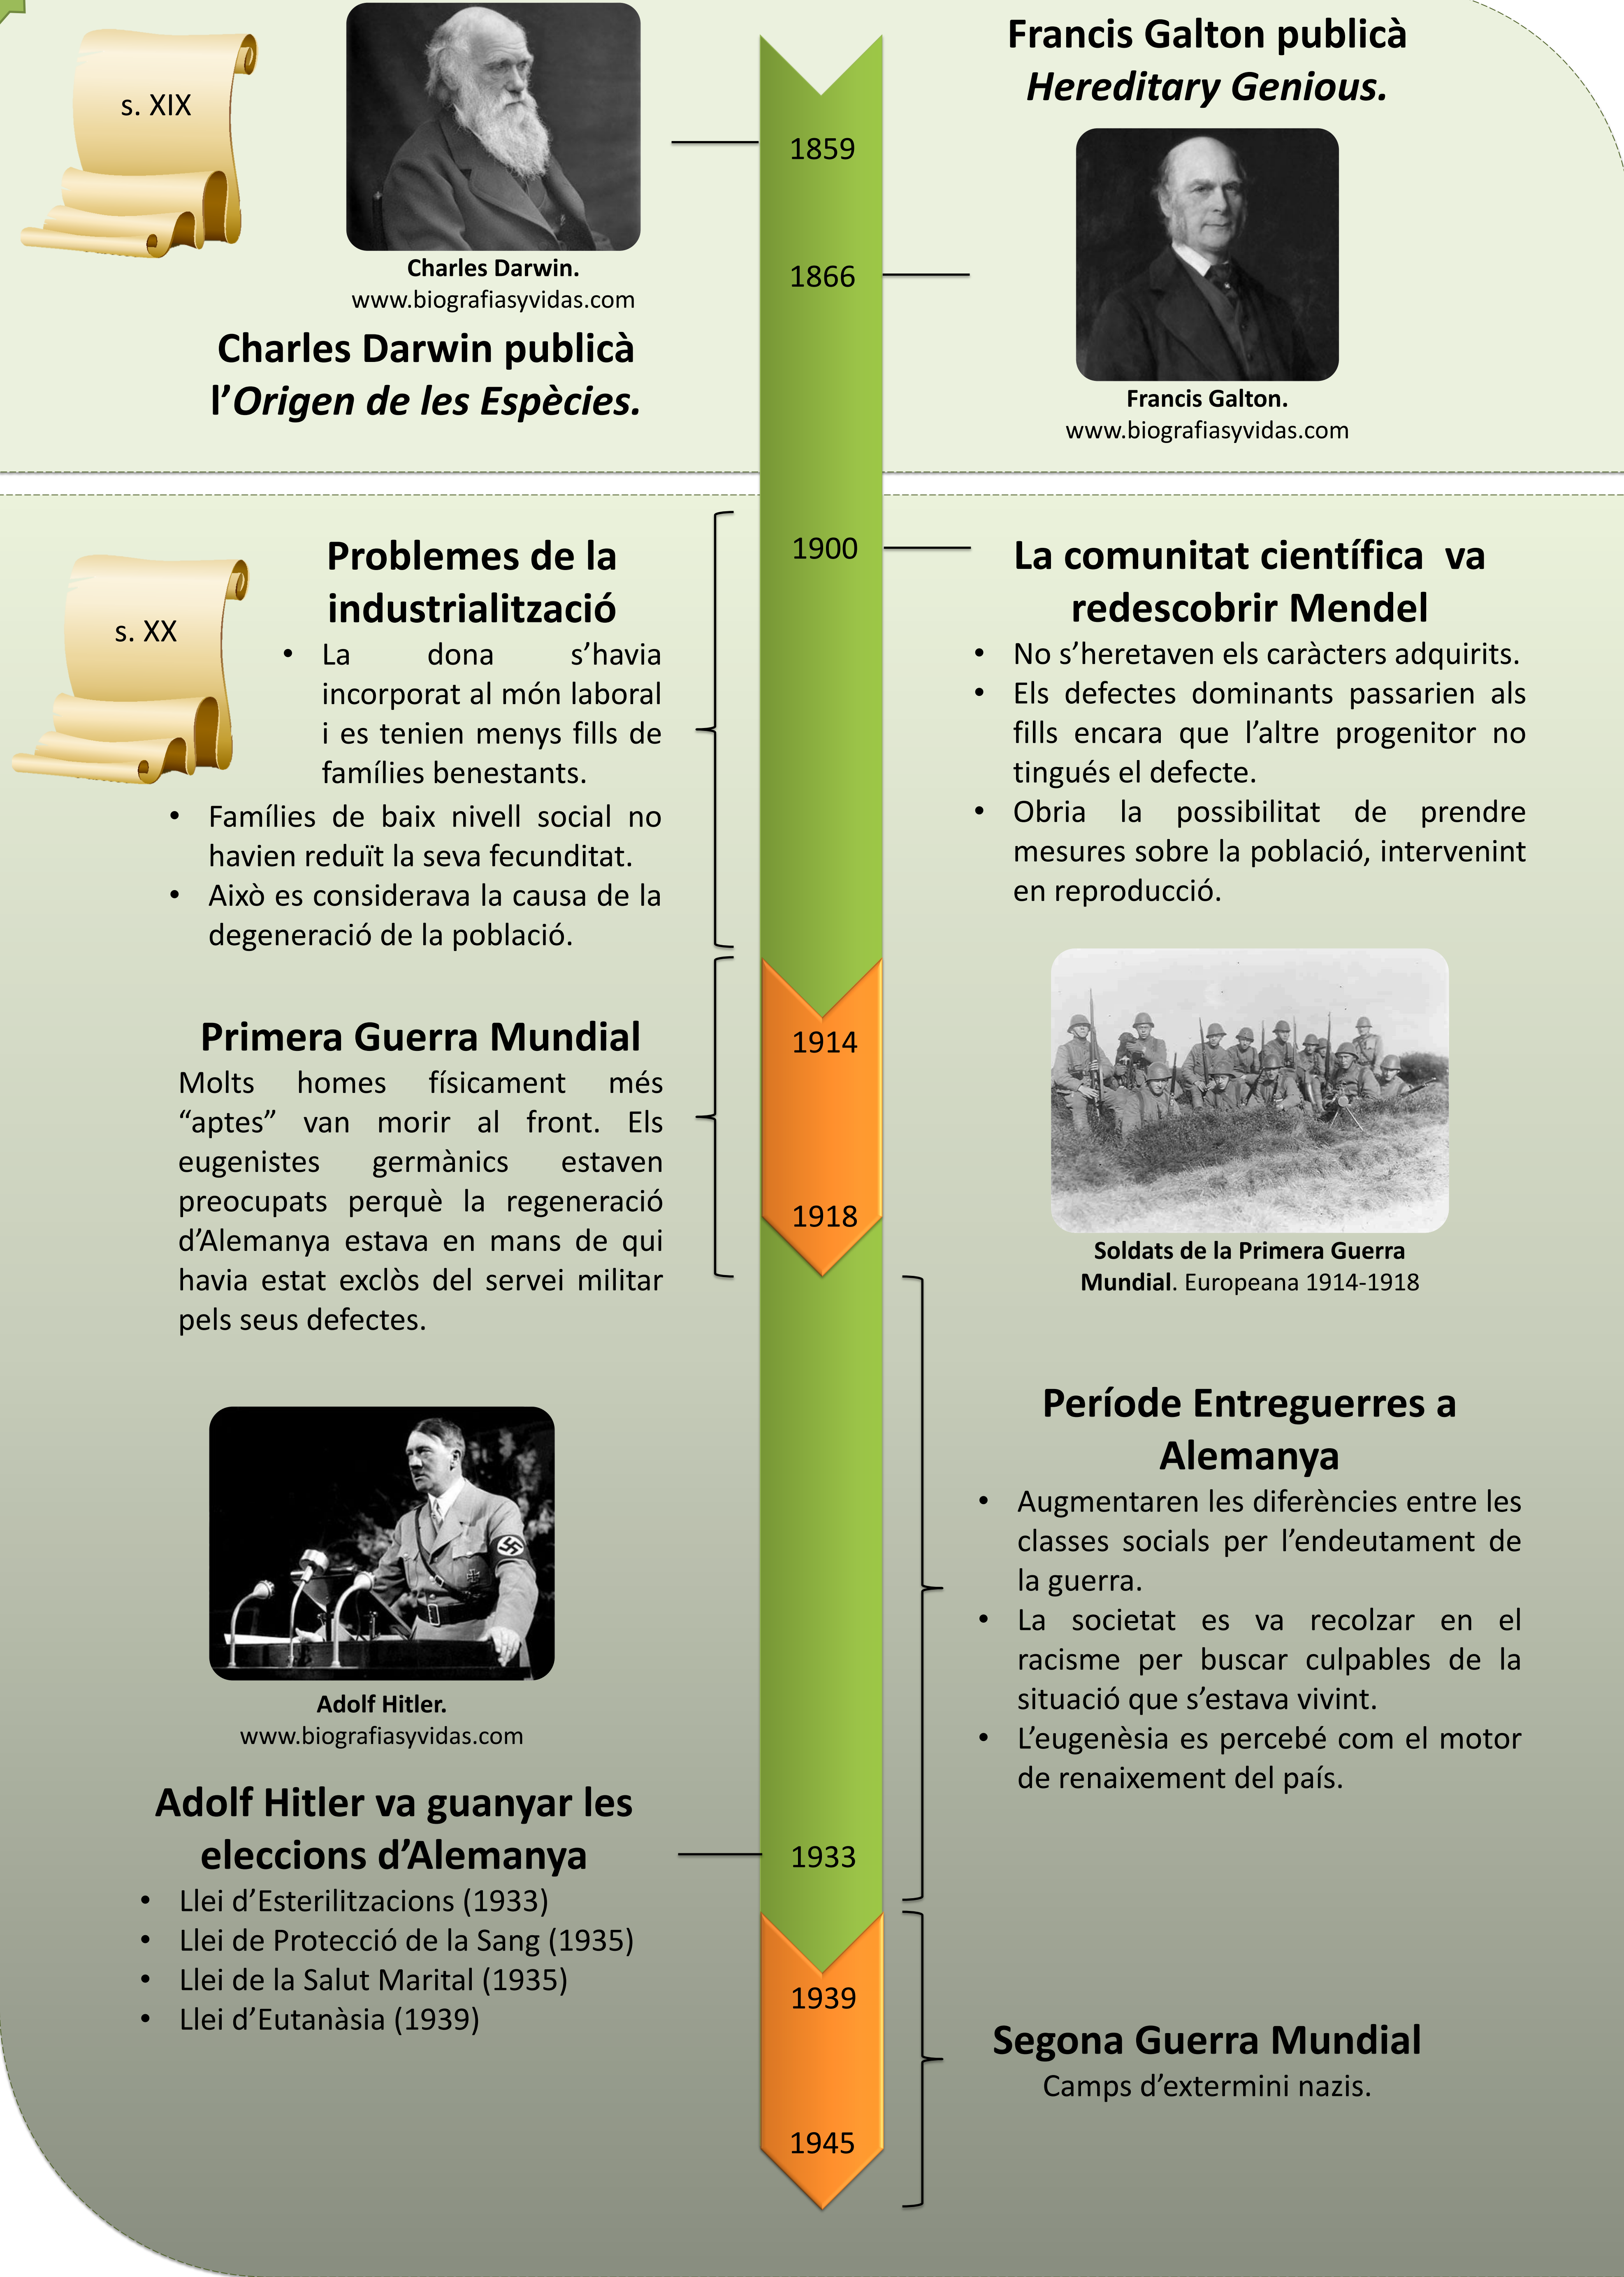 s. XIX
Charles Darwin.
www.biografiasyvidas.com
Charles Darwin publicà
l’Origen de les Espècies.
1859
1866
Francis Galton publicà
Hereditary Genious.
Francis Galton.
www.biografiasyvidas.com
s. XX
Problemes de la
industrialització
• La dona s’havia
incorporat al món laboral
i es tenien menys fills de
famílies benestants.
• Famílies de baix nivell social no
havien reduït la seva fecunditat.
• Això es considerava la causa de la
degeneració de la població.
1900
La comunitat científica va
redescobrir Mendel
• No s’heretaven els caràcters adquirits.
• Els defectes dominants passarien als
fills encara que l’altre progenitor no
tingués el defecte.
• Obria la possibilitat de prendre
mesures sobre la població, intervenint
en reproducció.
Primera Guerra Mundial
Molts homes físicament més
“aptes” van morir al front. Els
eugenistes germànics estaven
preocupats perquè la regeneració
d’Alemanya estava en mans de qui
havia estat exclòs del servei militar
pels seus defectes.
1914
1918
Soldats de la Primera Guerra
Mundial. Europeana 1914-1918
Període Entreguerres a
Alemanya
• Augmentaren les diferències entre les
classes socials per l’endeutament de
la guerra.
• La societat es va recolzar en el
racisme per buscar culpables de la
situació que s’estava vivint.
• L’eugenèsia es percebé com el motor
de renaixement del país.
Adolf Hitler.
www.biografiasyvidas.com
Adolf Hitler va guanyar les
eleccions d’Alemanya
• Llei d’Esterilitzacions (1933)
• Llei de Protecció de la Sang (1935)
• Llei de la Salut Marital (1935)
• Llei d’Eutanàsia (1939)
1933
1939
1945
Segona Guerra Mundial
Camps d’extermini nazis.